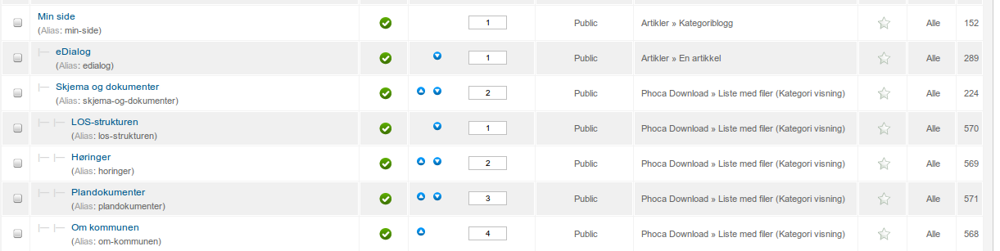 Min side
(Alias: min-side)
1 Public Artikler » Kategoriblogg Alle 152
eDialog
(Alias: edialog)
1 Public Artikler » En artikkel Alle 289
Skjema og dokumenter
(Alias: skjema-og-dokumenter)
2 Public Phoca Download » Liste med filer (Kategori visning) Alle 224
LOS-strukturen
(Alias: los-strukturen)
1 Public Phoca Download » Liste med filer (Kategori visning) Alle 570
Høringer
(Alias: horinger)
2 Public Phoca Download » Liste med filer (Kategori visning) Alle 569
Plandokumenter
(Alias: plandokumenter)
3 Public Phoca Download » Liste med filer (Kategori visning) Alle 571
Om kommunen
(Alias: om-kommunen)
4 Public Phoca Download » Liste med filer (Kategori visning) Alle 568